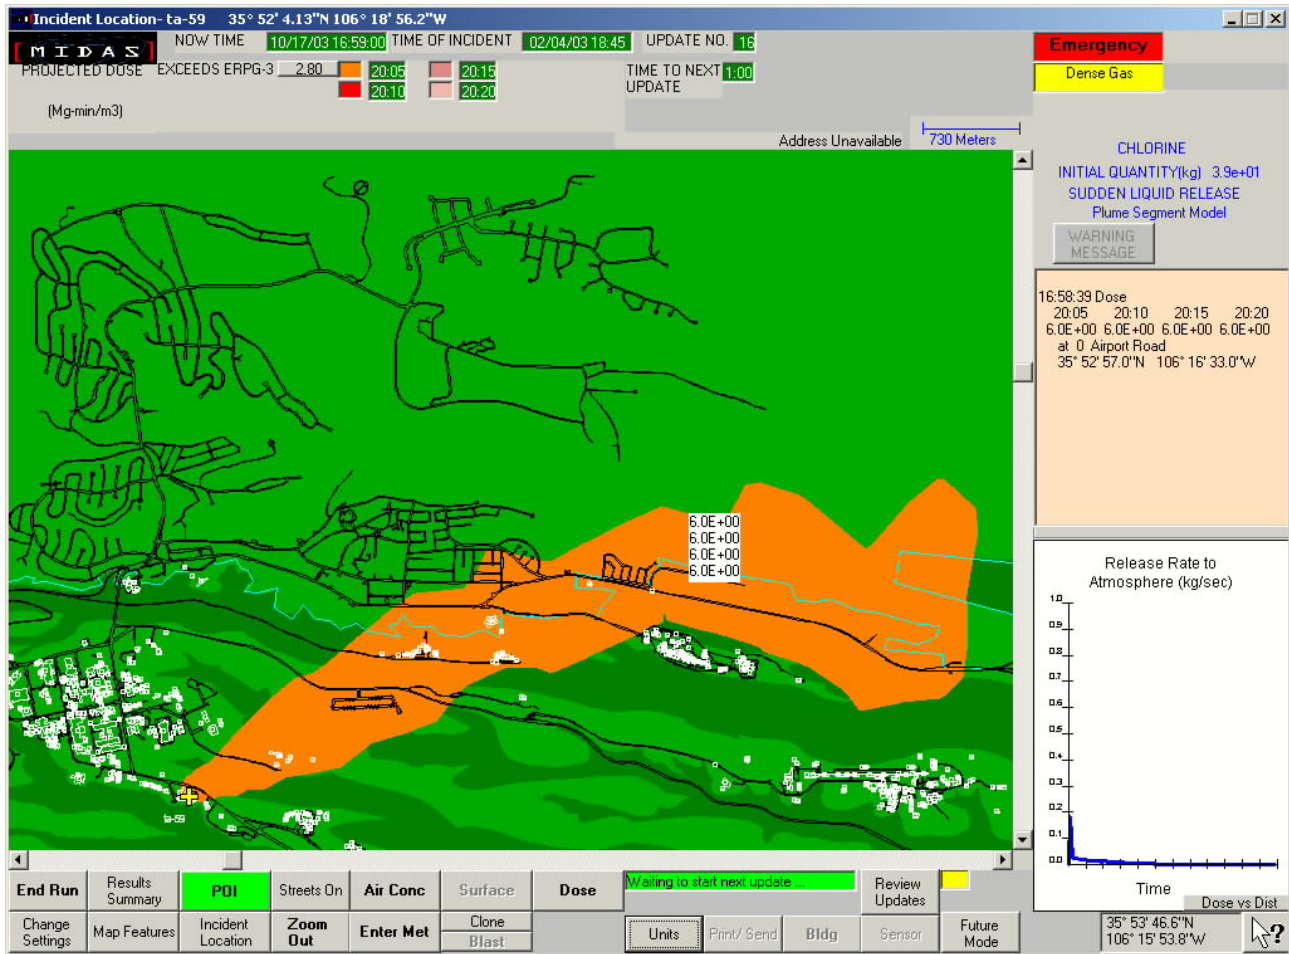 Incident Location- ta-59 35° 52' 4.13"N 106° 18' 56.2"W
[MIDAS]
NOW TIME 10/17/03 16:59:00 TIME OF INCIDENT 02/04/03 18:45 UPDATE NO. 16
PROJECTED DOSE EXCEEDS ERPG-3 2.80 20:05 20:15
20:10 20:20
(Mg-min/m3)
TIME TO NEXT 1:00
UPDATE
Address Unavailable 730 Meters
Emergency
Dense Gas
CHLORINE
INITIAL QUANTITY(kg) 3.9e+01
SUDDEN LIQUID RELEASE
Plume Segment Model
WARNING
MESSAGE
16:58:39 Dose
20:05 20:10 20:15 20:20
6.0E+00 6.0E+00 6.0E+00 6.0E+00
at 0 Airport Road
35° 52' 57.0"N 106° 16' 33.0"W
6.0E+00
6.0E+00
6.0E+00
6.0E+00
ta-59
Release Rate to
Atmosphere (kg/sec)
1.0
0.9
0.8
0.7
0.6
0.5
0.4
0.3
0.2
0.1
0.0
Time
Dose vs Dist
End Run
Results
Summary
POI
Streets On
Air Conc
Surface
Dose
Waiting to start next update ...
Review
Updates
Change
Settings
Map Features
Incident
Location
Zoom
Out
Enter Met
Clone
Blast
Units
Print/ Send
Bldg
Sensor
Future
Mode
35° 53' 46.6"N
106° 15' 53.8"W
?